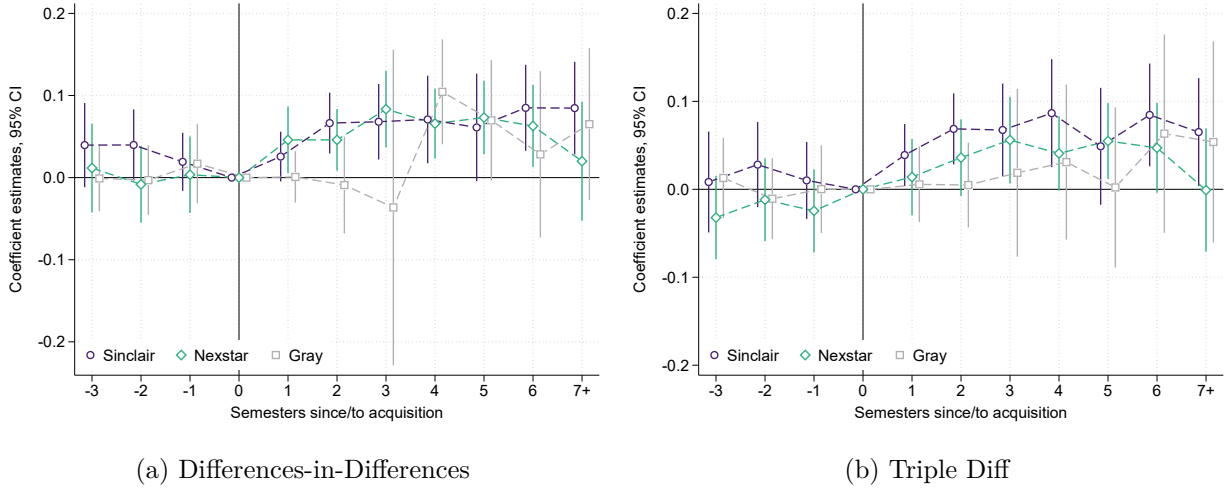 0.2
0.1
0.0
-0.1
-0.2
Coefficient estimates, 95% CI
Sinclair Nexstar Gray
-3 -2 -1 0 1 2 3 4 5 6 7+
Semesters since/to acquisition
(a) Differences-in-Differences
0.2
0.1
0.0
-0.1
-0.2
Coefficient estimates, 95% CI
Sinclair Nexstar Gray
-3 -2 -1 0 1 2 3 4 5 6 7+
Semesters since/to acquisition
(b) Triple Diff